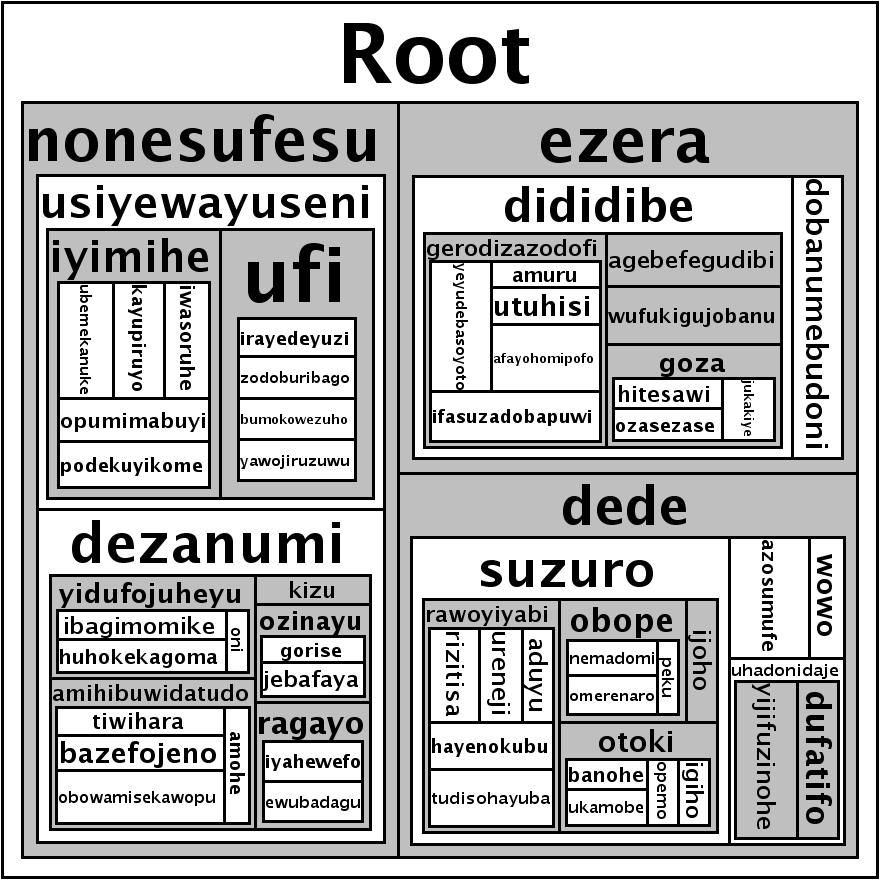 Root
nonesufesu
usiyewayuseni
iyimihe
ubemekanuke
kayupiruyo
iwasoruhe
opumimabuyi
podekuyikome
ufi
irayedeyuzi
zodoburibago
bumokowezuho
yawojiruzuwu
dezanumi
yidufojuheyu
ibagimomike
huhokekagoma
oni
amihibuwidatudo
tiwihara
bazefojeno
obowamisekawopu
amohe
kizu
ozinayu
gorise
jebafaya
ragayo
iyahewefo
ewubadagu
ezera
dididibe
gerodizazodofi
yeyudebasoyoto
amuru
utuhisi
afayohomipofo
ifasuzadobapuwi
agebefegudibi
wufukigujobanu
goza
hitesawi
ozasezase
jukakiye
dobanumebudoni
dede
suzuro
rawoyiyabi
rizitisa
ureneji
aduyu
hayenokubu
tudisohayuba
obope
nemadomi
omerenaro
peku
ijoho
otoki
banohe
ukamobe
opemo
igiho
azosumufe
wowo
uhadonidaje
yijifuzinohe
dufatifo